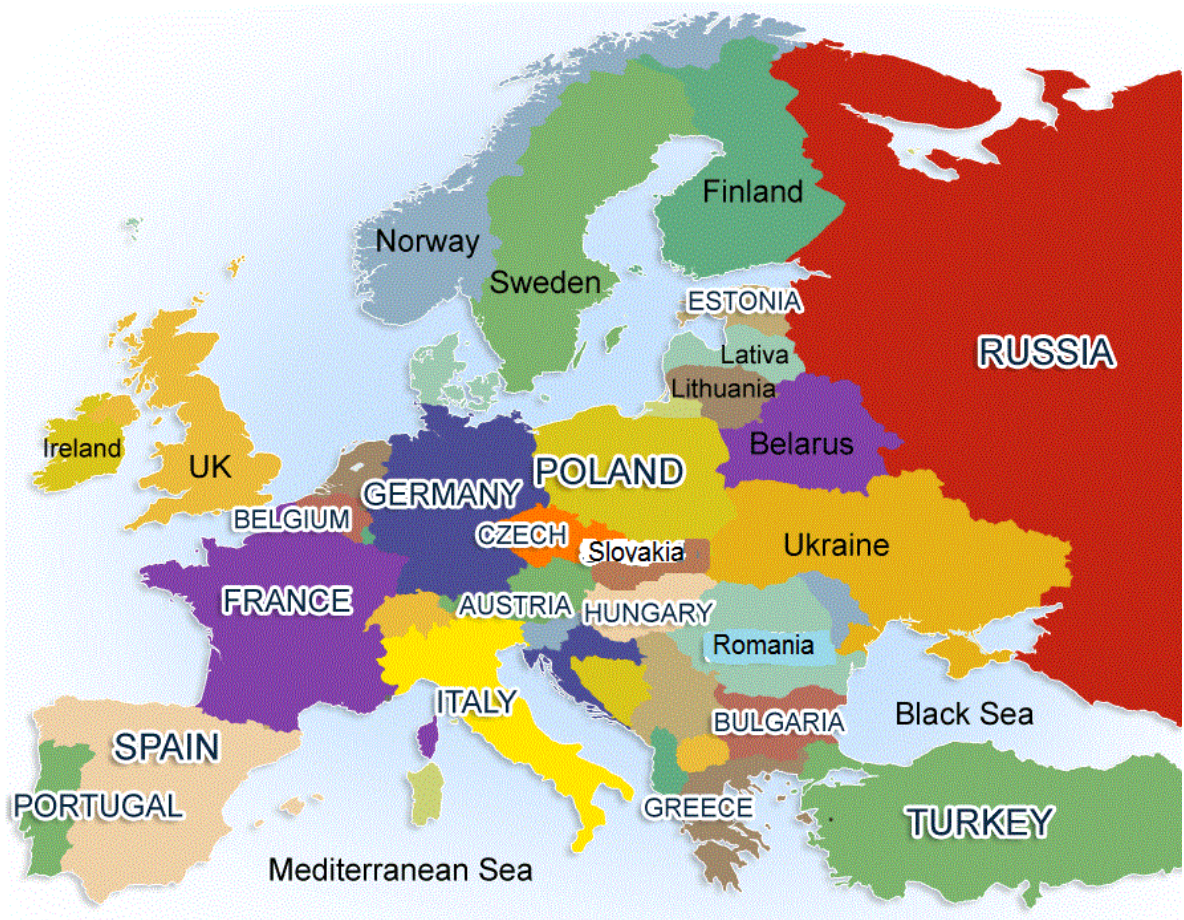 Finland
Norway
Sweden
ESTONIA
RUSSIA
Lativa
Lithuania
Ireland
UK
Belarus
POLAND
GERMANY
BELGIUM
CZECH
Slovakia
Ukraine
FRANCE
AUSTRIA
HUNGARY
Romania
ITALY
BULGARIA
Black Sea
SPAIN
PORTUGAL
GREECE
TURKEY
Mediterranean Sea